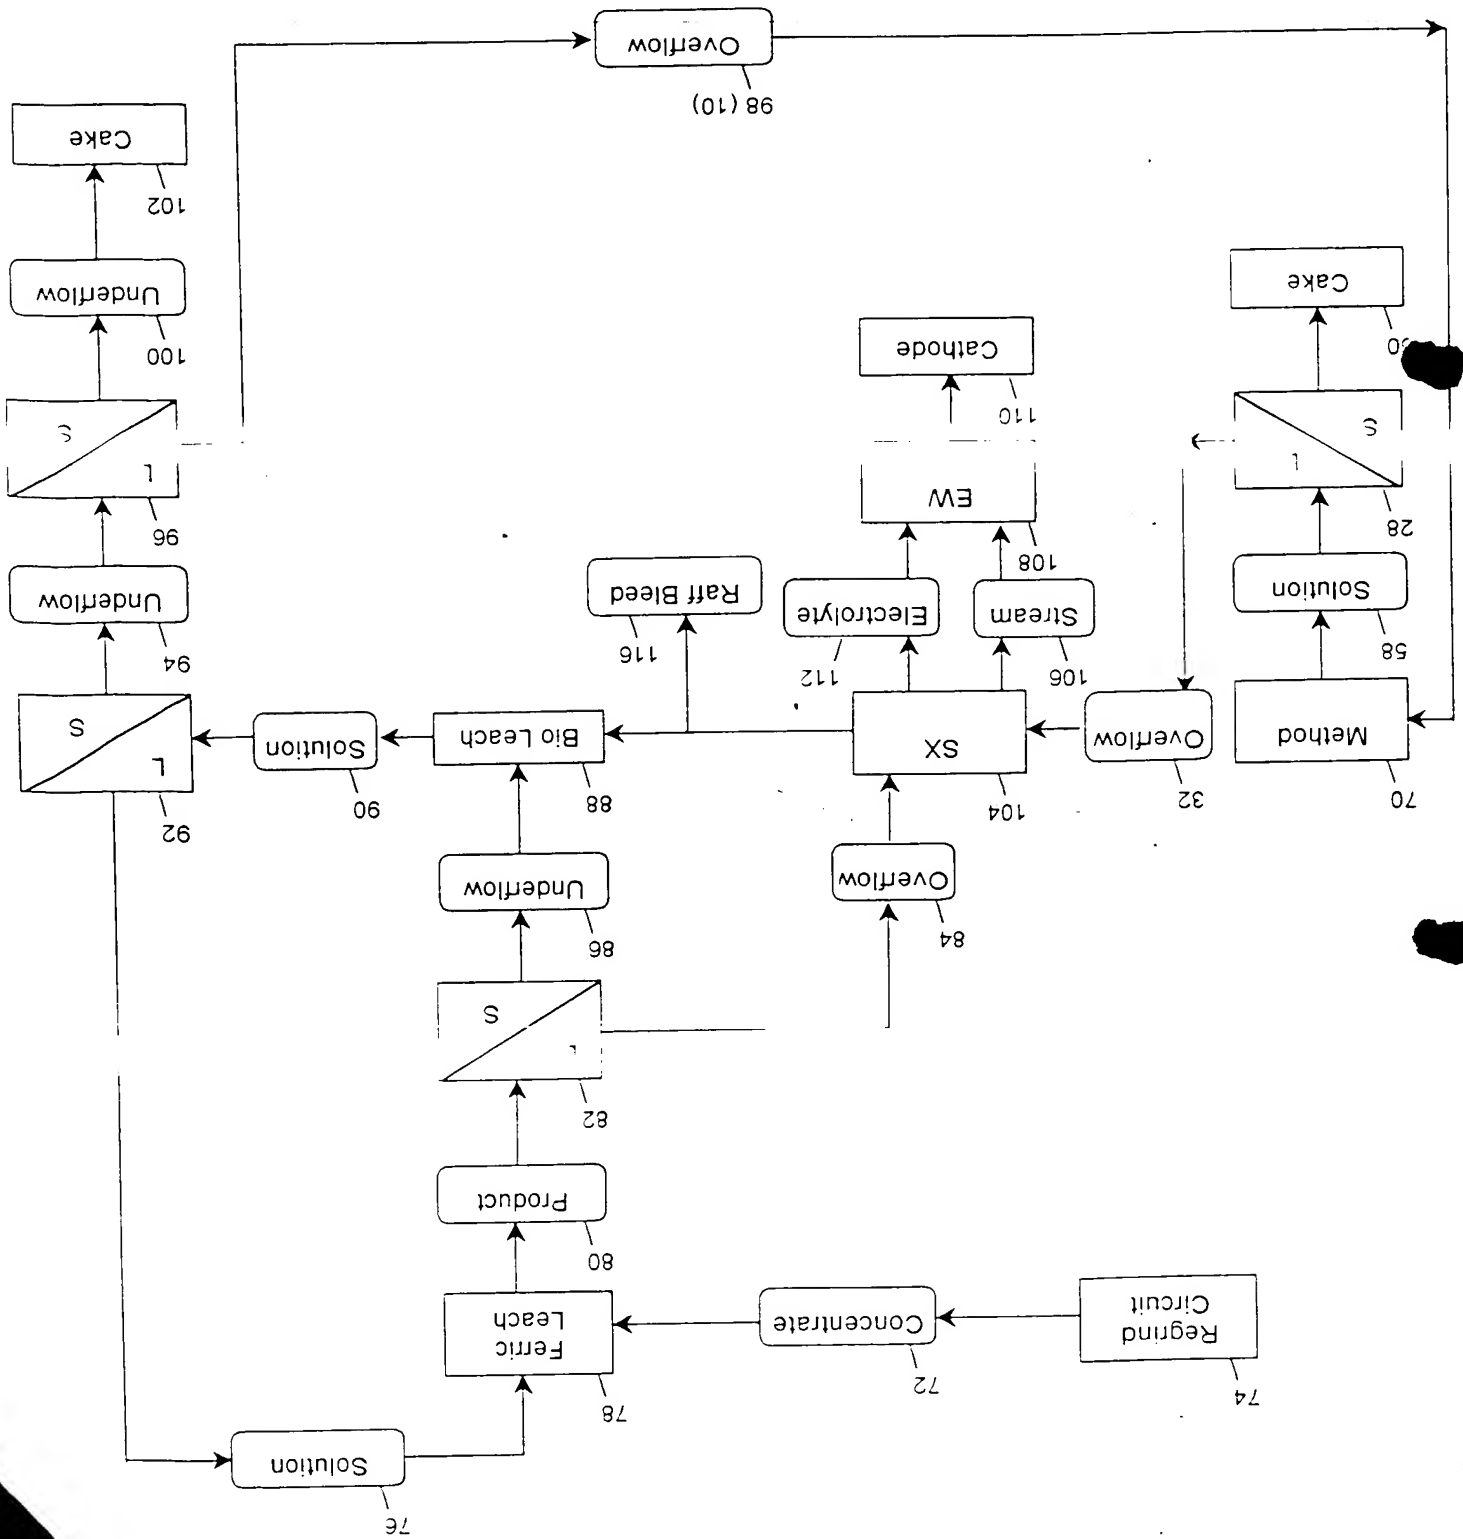 76
Solution
74
Regrind
Circuit
72
Concentrate
78
Ferric
Leach
80
Product
82
S
84
Overflow
86
Underflow
70
Method
32
Overflow
104
SX
88
Bio Leach
90
Solution
92
L
S
58
Solution
106
Stream
112
Electrolyte
116
Raff Bleed
94
Underflow
28
L
S
108
EW
96
L
S
110
Cathode
100
Underflow
Cake
102
Cake
98 (10)
Overflow